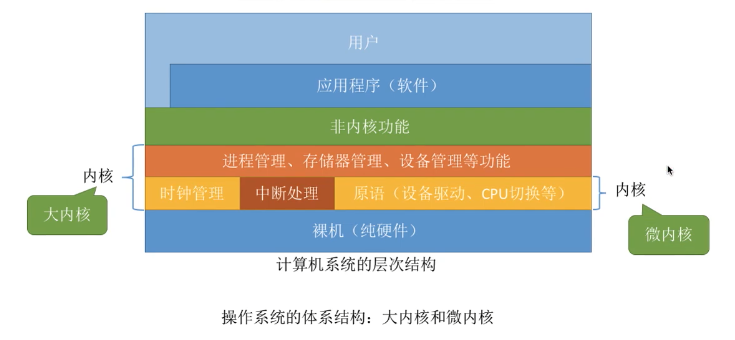 用户
应用程序（软件）
非内核功能
内核
进程管理、存储器管理、设备管理等功能
大内核
时钟管理 中断处理 原语（设备驱动、CPU切换等）
内核
微内核
裸机（纯硬件）
计算机系统的层次结构
操作系统的体系结构：大内核和微内核